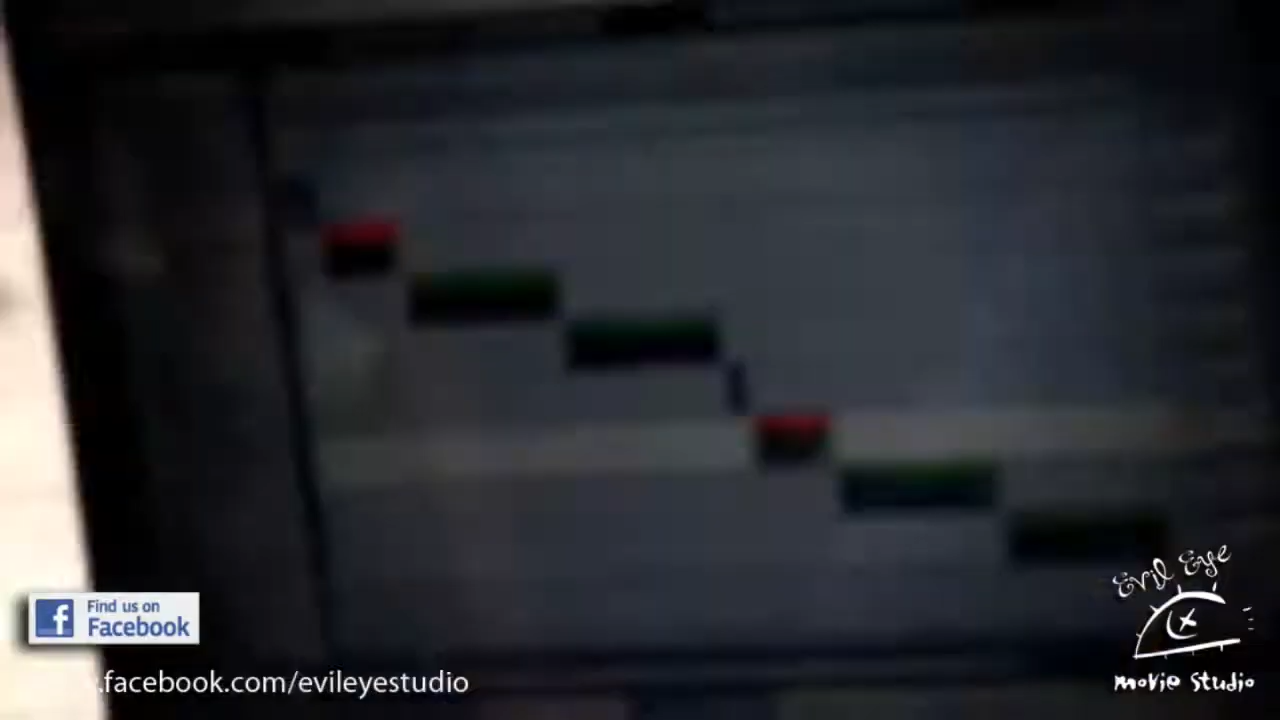 Find us on
Facebook
.facebook.com/evileyestudio
Evil Eye
movie studio